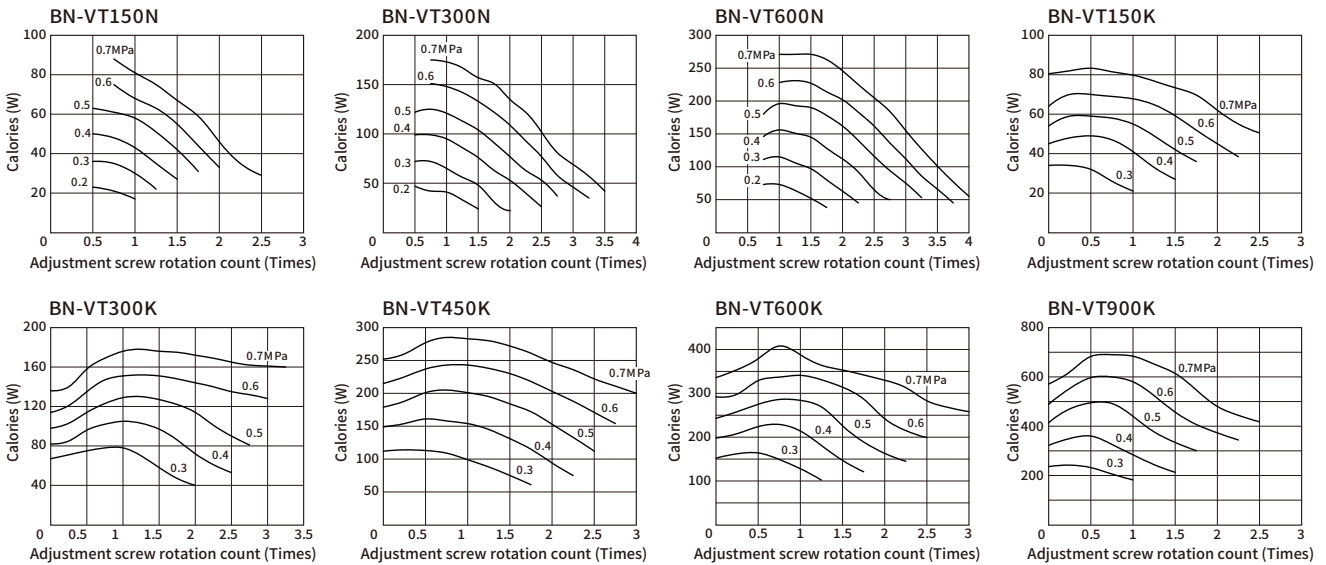 BN-VT150N
Calories (W)
100
80
60
40
20
0
0.7MPa
0.6
0.5
0.4
0.3
0.2
0.5 1 1.5 2 2.5 3
Adjustment screw rotation count (Times)
BN-VT300N
Calories (W)
200
150
100
50
0
0.7MPa
0.6
0.5
0.4
0.3
0.2
0.5 1 1.5 2 2.5 3 3.5 4
Adjustment screw rotation count (Times)
BN-VT600N
Calories (W)
300
250
200
150
100
50
0
0.7MPa
0.6
0.5
0.4
0.3
0.2
0.5 1 1.5 2 2.5 3 3.5 4
Adjustment screw rotation count (Times)
BN-VT150K
Calories (W)
100
80
60
40
20
0
0.7MPa
0.6
0.5
0.4
0.3
0.5 1 1.5 2 2.5 3
Adjustment screw rotation count (Times)
BN-VT300K
Calories (W)
200
160
120
80
40
0
0.7MPa
0.6
0.5
0.4
0.3
0.5 1 1.5 2 2.5 3 3.5
Adjustment screw rotation count (Times)
BN-VT450K
Calories (W)
300
250
200
150
100
50
0
0.7MPa
0.6
0.5
0.4
0.3
0.5 1 1.5 2 2.5 3
Adjustment screw rotation count (Times)
BN-VT600K
Calories (W)
400
300
200
100
0
0.7MPa
0.6
0.5
0.4
0.3
0.5 1 1.5 2 2.5 3
Adjustment screw rotation count (Times)
BN-VT900K
Calories (W)
800
600
400
200
0
0.7MPa
0.6
0.5
0.4
0.3
0.5 1 1.5 2 2.5 3
Adjustment screw rotation count (Times)